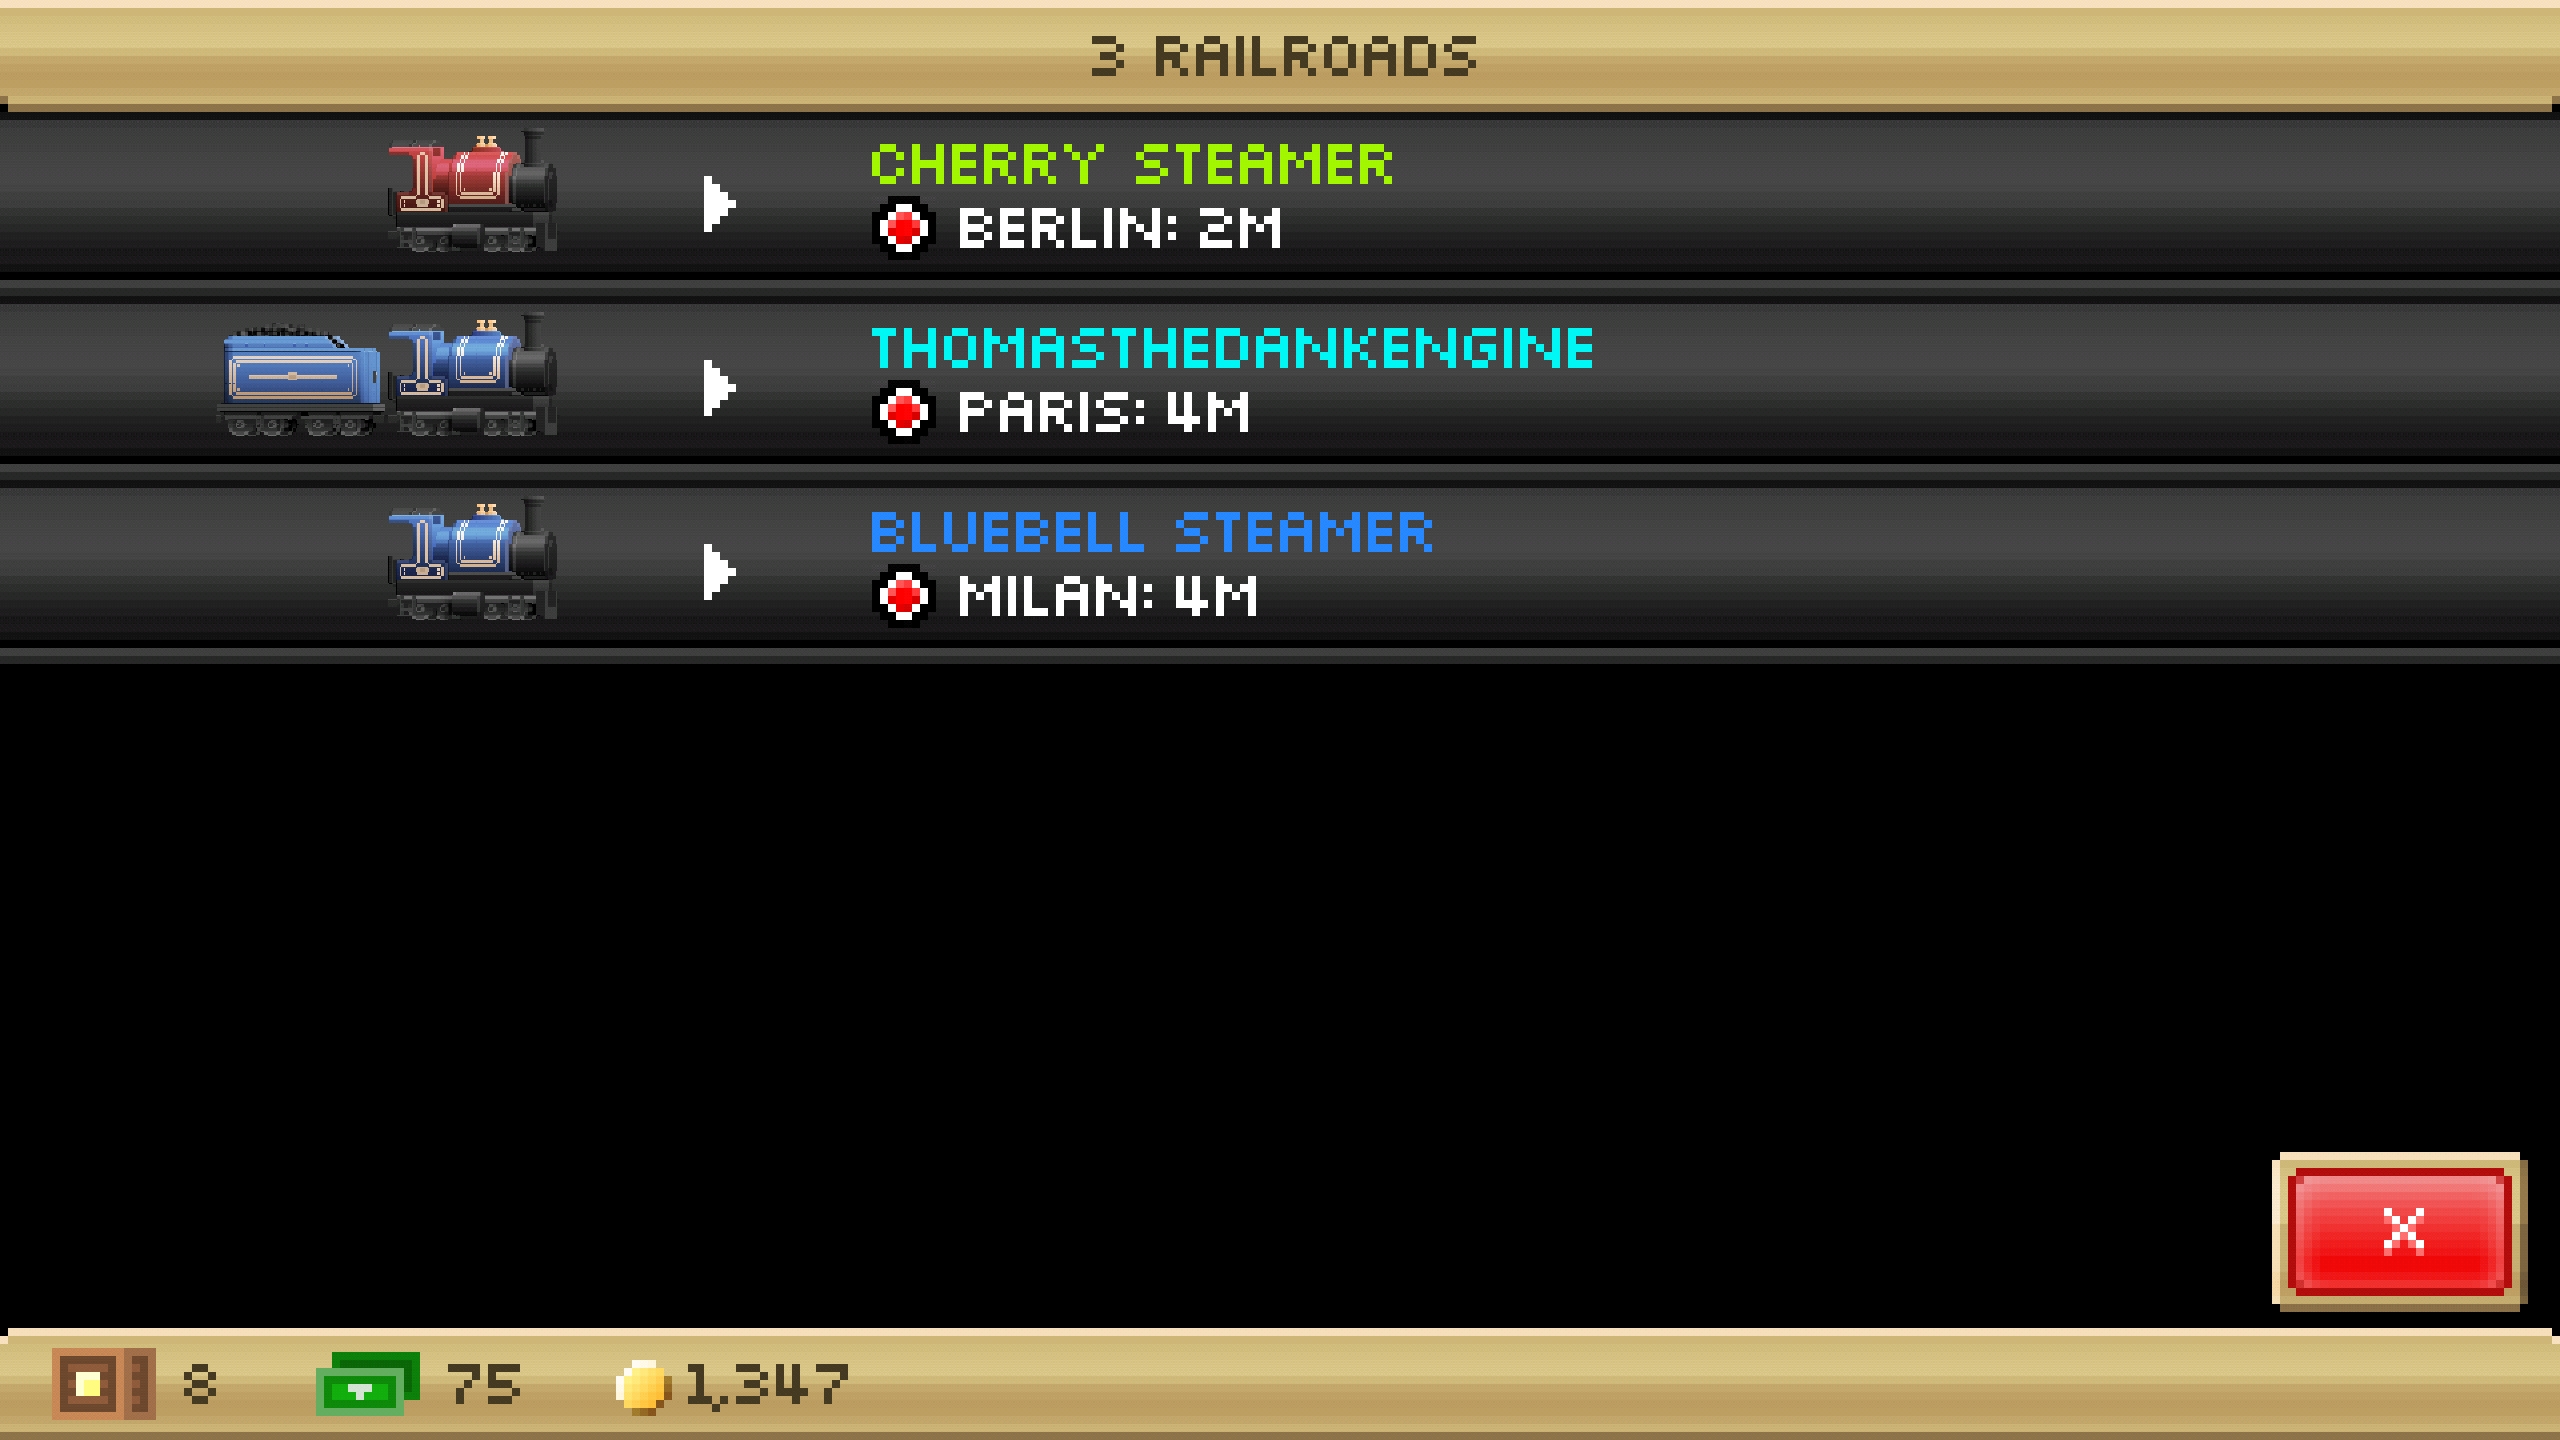 3 RAILROADS
CHERRY STEAMER
BERLIN: 2M
THOMASTHEDANKENGINE
PARIS: 4M
BLUEBELL STEAMER
MILAN: 4M
X
8 75 1,347